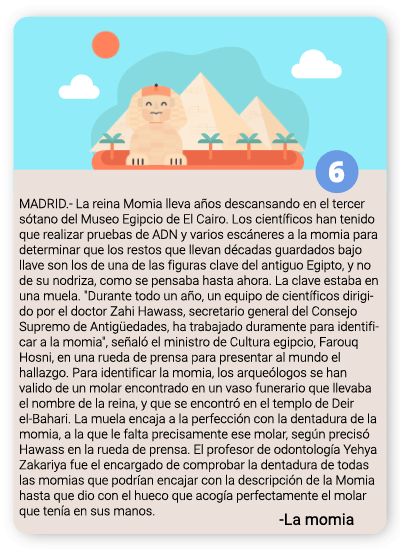 6
MADRID.- La reina Momia lleva años descansando en el tercer
sótano del Museo Egipcio de El Cairo. Los científicos han tenido
que realizar pruebas de ADN y varios escáneres a la momia para
determinar que los restos que llevan décadas guardados bajo
llave son los de una de las figuras clave del antiguo Egipto, y no
de su nodriza, como se pensaba hasta ahora. La clave estaba en
una muela. "Durante todo un año, un equipo de científicos dirigi-
do por el doctor Zahi Hawass, secretario general del Consejo
Supremo de Antigüedades, ha trabajado duramente para identifi-
car a la momia", señaló el ministro de Cultura egipcio, Farouq
Hosni, en una rueda de prensa para presentar al mundo el
hallazgo. Para identificar la momia, los arqueólogos se han
valido de un molar encontrado en un vaso funerario que llevaba
el nombre de la reina, y que se encontró en el templo de Deir
el-Bahari. La muela encaja a la perfección con la dentadura de la
momia, a la que le falta precisamente ese molar, según precisó
Hawass en la rueda de prensa. El profesor de odontología Yehya
Zakariya fue el encargado de comprobar la dentadura de todas
las momias que podrían encajar con la descripción de la Momia
hasta que dio con el hueco que acogía perfectamente el molar
que tenía en sus manos.
-La momia